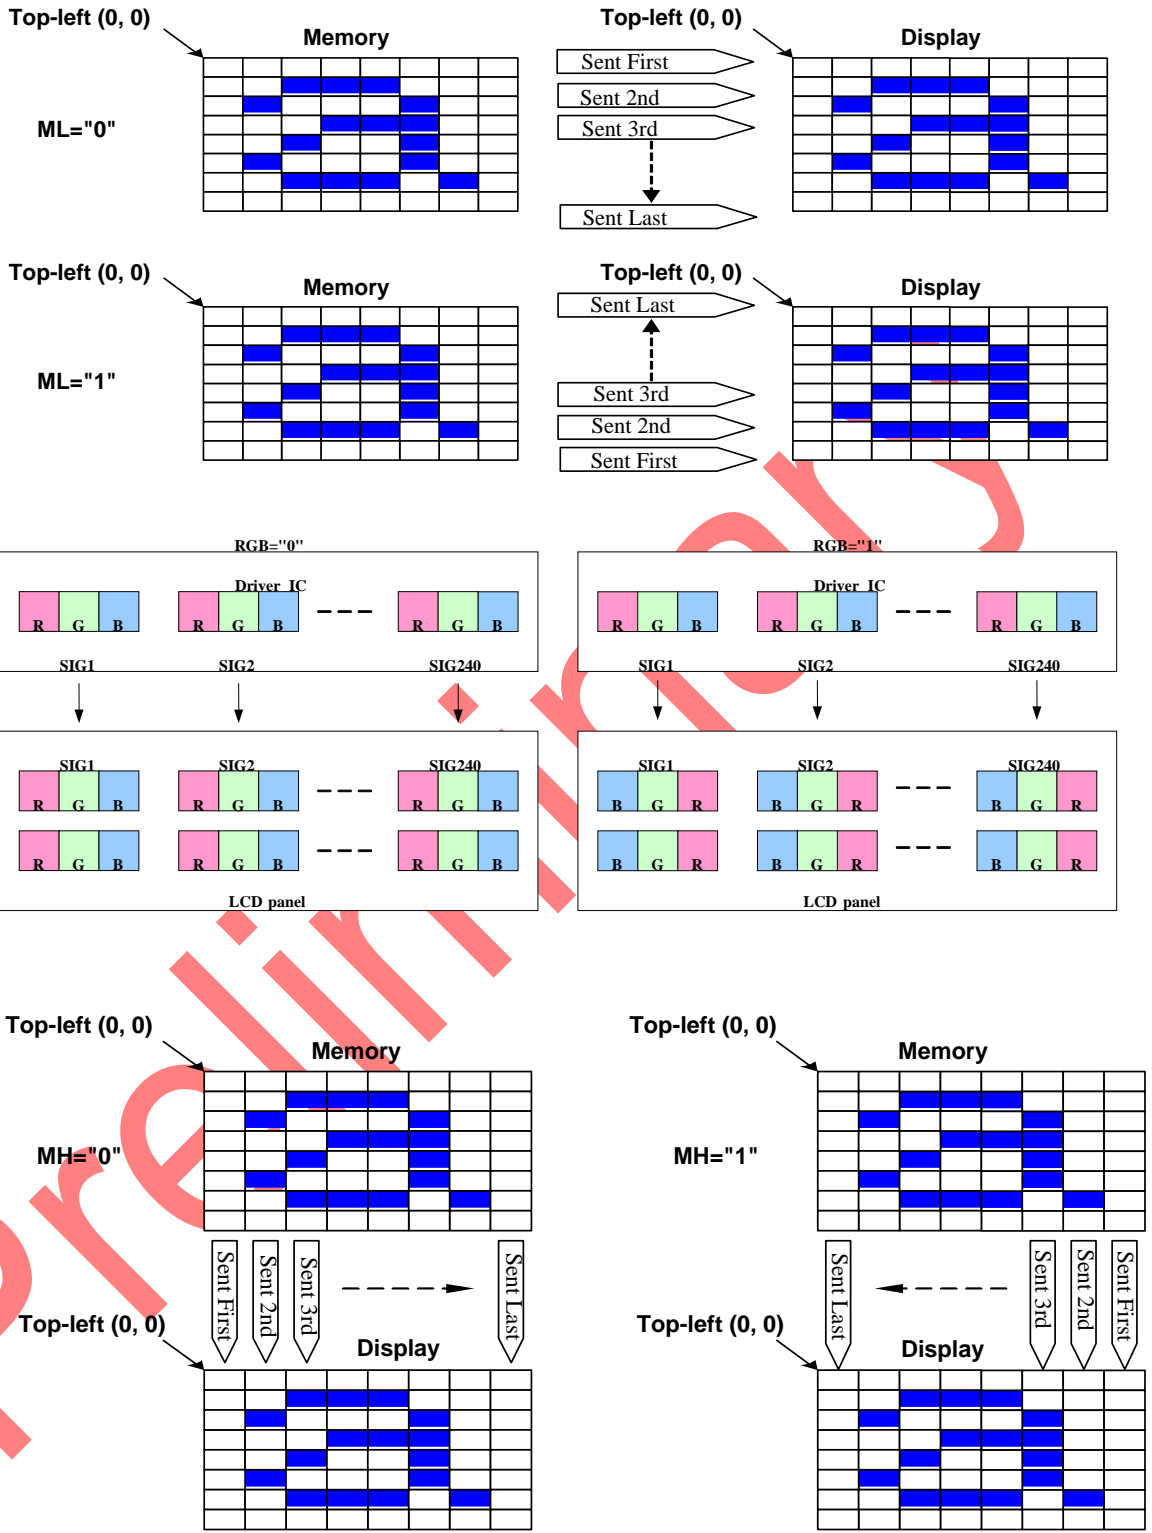 Top-left (0, 0)
Top-left (0, 0)
Memory
Display
Sent First
Sent 2nd
Sent 3rd
ML="0"
Sent Last
Top-left (0, 0)
Top-left (0, 0)
Memory
Display
Sent Last
ML="1"
Sent 3rd
Sent 2nd
Sent First
RGB="0"
Driver IC
R G B R G B R G B
SIG1 SIG2 SIG240
SIG1 SIG2 SIG240
R G B R G B R G B
R G B R G B R G B
LCD panel
RGB="1"
Driver IC
R G B R G B R G B
SIG1 SIG2 SIG240
SIG1 SIG2 SIG240
B G R B G R B G R
B G R B G R B G R
LCD panel
Top-left (0, 0)
Memory
MH="0"
Sent First
Sent 2nd
Sent 3rd
Sent Last
Top-left (0, 0)
Display
Top-left (0, 0)
Memory
MH="1"
Sent Last
Sent 3rd
Sent 2nd
Sent First
Top-left (0, 0)
Display
Preliminary